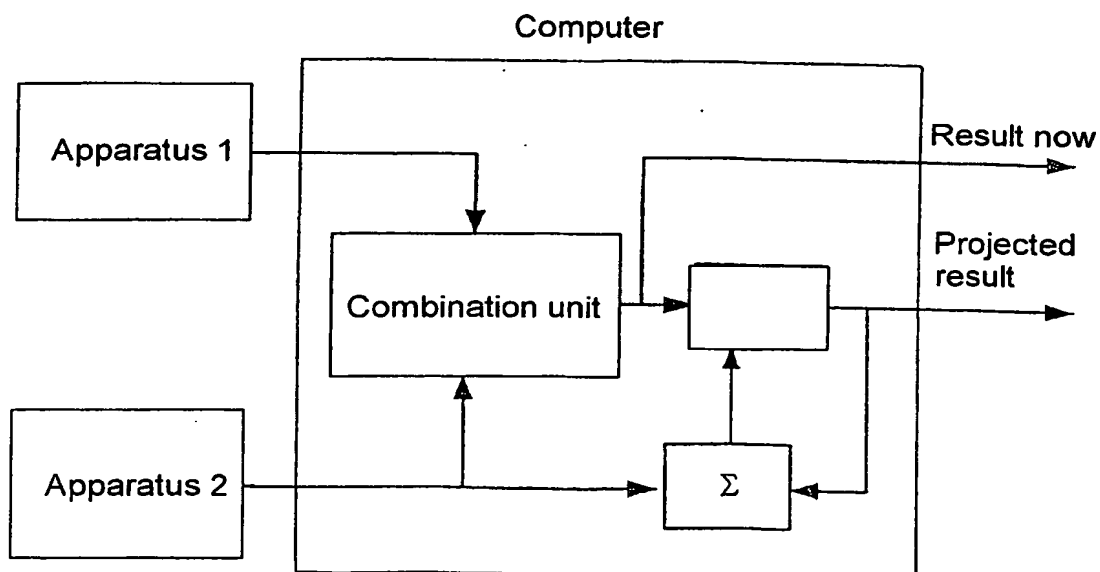 Computer
Apparatus 1
Result now
Projected
result
Combination unit
Apparatus 2
Σ